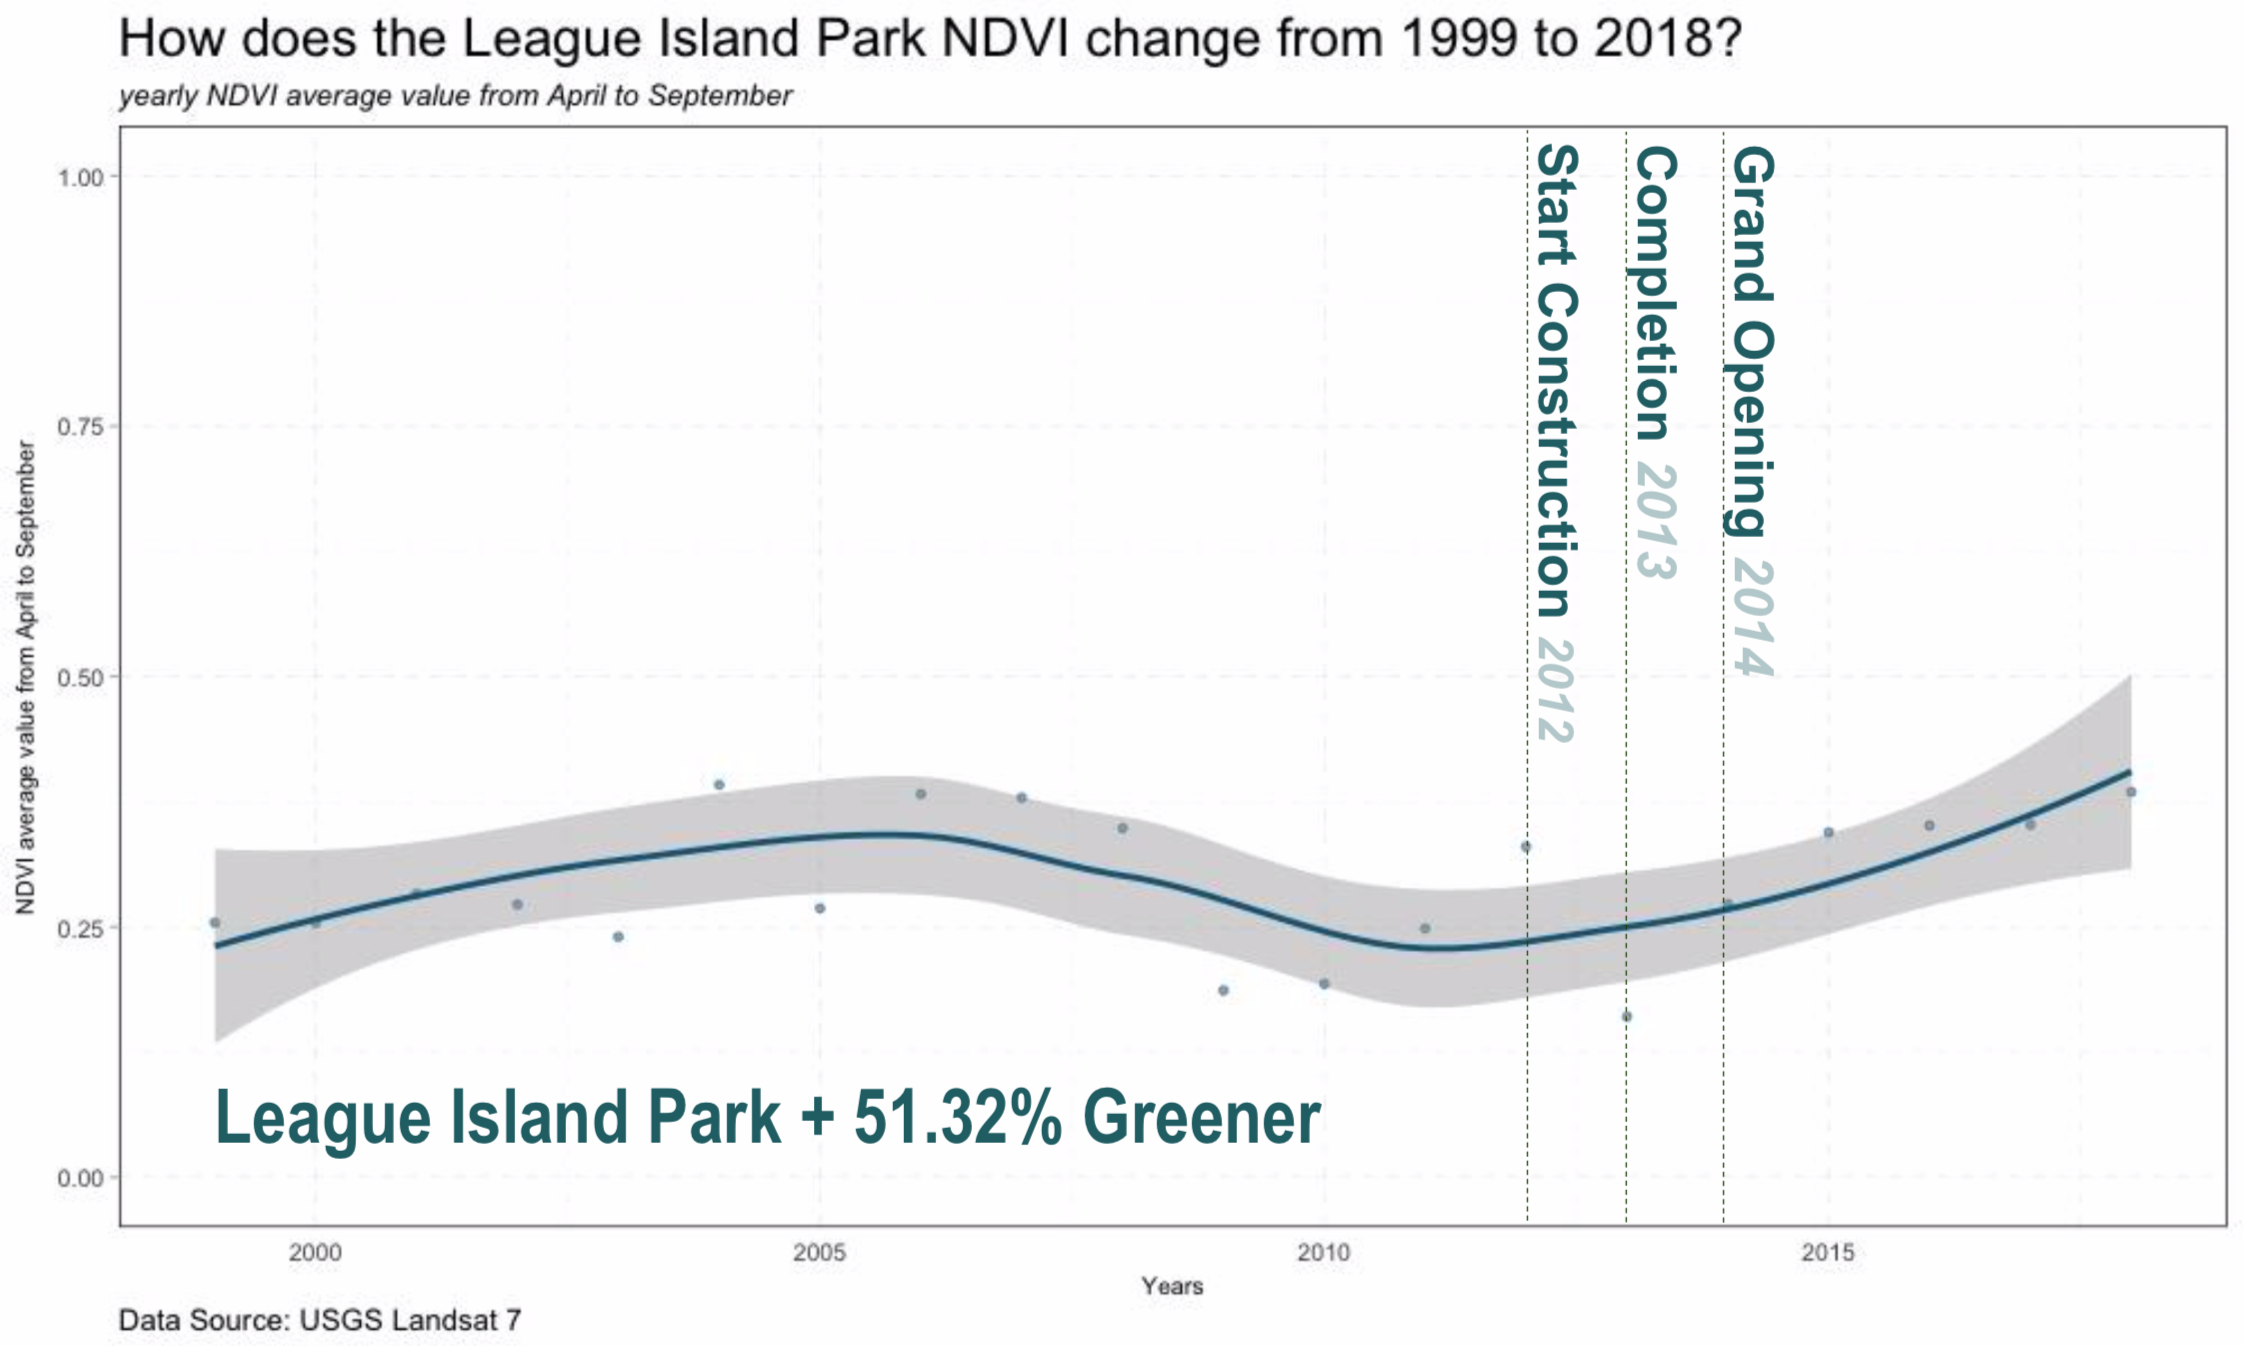 How does the League Island Park NDVI change from 1999 to 2018?
yearly NDVI average value from April to September
NDVI average value from April to September
1.00
0.75
0.50
0.25
0.00
Start Construction 2012
Completion 2013
Grand Opening 2014
League Island Park + 51.32% Greener
2000
2005
2010
2015
Years
Data Source: USGS Landsat 7